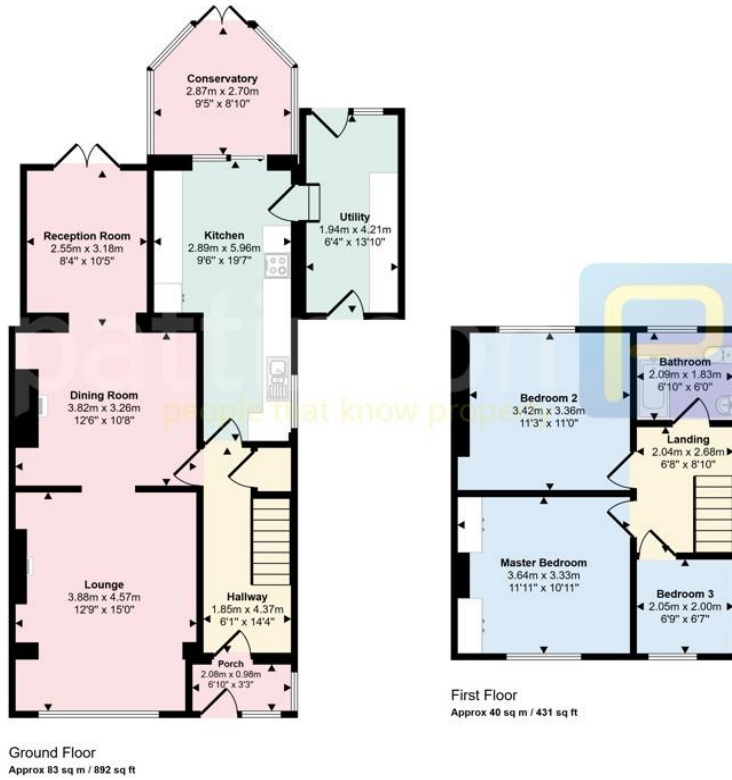 Conservatory
2.87m x 2.70m
9'5" x 8'10"
Reception Room
2.55m x 3.18m
8'4" x 10'5"
Kitchen
2.89m x 5.96m
9'6" x 19'7"
Utility
1.94m x 4.21m
6'4" x 13'10"
Dining Room
3.82m x 3.26m
12'6" x 10'8"
Lounge
3.88m x 4.57m
12'9" x 15'0"
Hallway
1.85m x 4.37m
6'1" x 14'4"
Porch
2.08m x 0.98m
6'10" x 3'3"
Ground Floor
Approx 83 sq m / 892 sq ft
Bedroom 2
3.42m x 3.36m
11'3" x 11'0"
Bathroom
2.09m x 1.83m
6'10" x 6'0"
Landing
2.04m x 2.68m
6'8" x 8'10"
Master Bedroom
3.64m x 3.33m
11'11" x 10'11"
Bedroom 3
2.05m x 2.00m
6'9" x 6'7"
First Floor
Approx 40 sq m / 431 sq ft
people that know